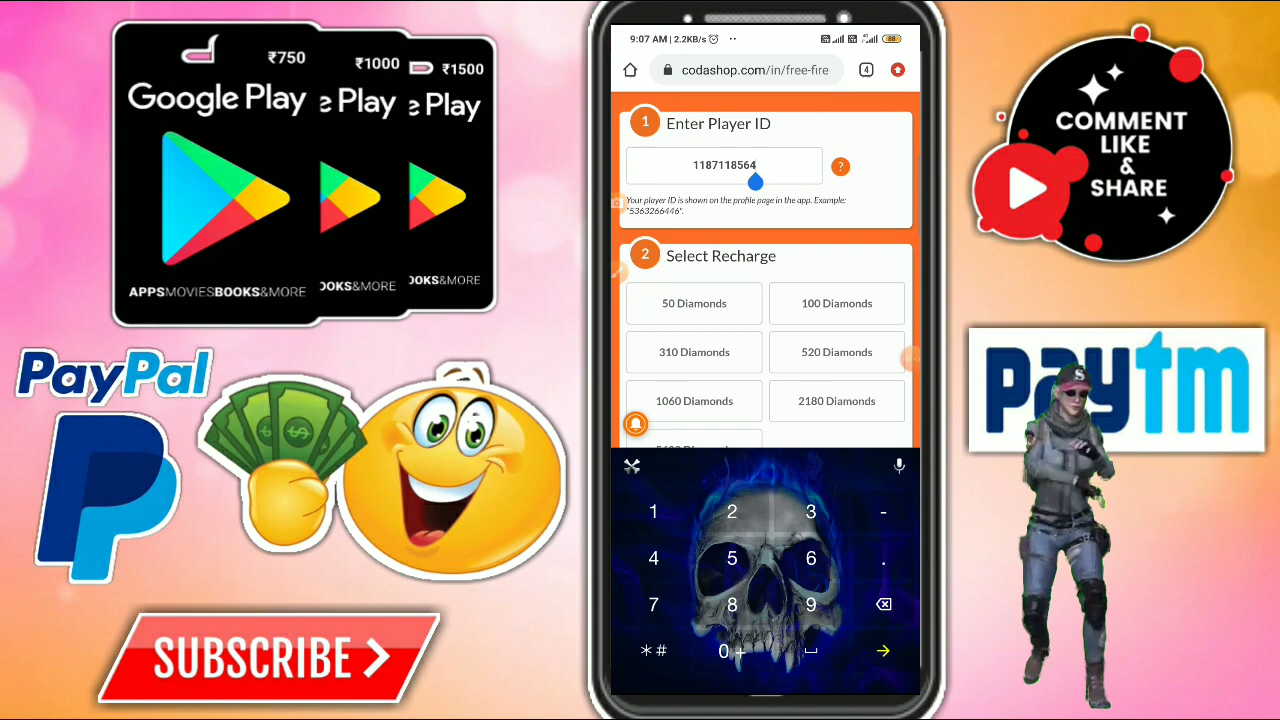 ₹750
Google Play
APPSMOVIESBOOKS&MORE
₹1000
e Play
OOKS&MORE
₹1500
e Play
OOKS&MORE
PayPal
SUBSCRIBE
9:07 AM | 2.2KB/s
88
codashop.com/in/free-fire
4
1
Enter Player ID
1187118564
?
Your player ID is shown on the profile page in the app. Example:
"5363266446".
2
Select Recharge
50 Diamonds
100 Diamonds
310 Diamonds
520 Diamonds
1060 Diamonds
2180 Diamonds
1 2 3 -
4 5 6 .
7 8 9
*# 0 +
COMMENT
LIKE
&
SHARE
paytm
S